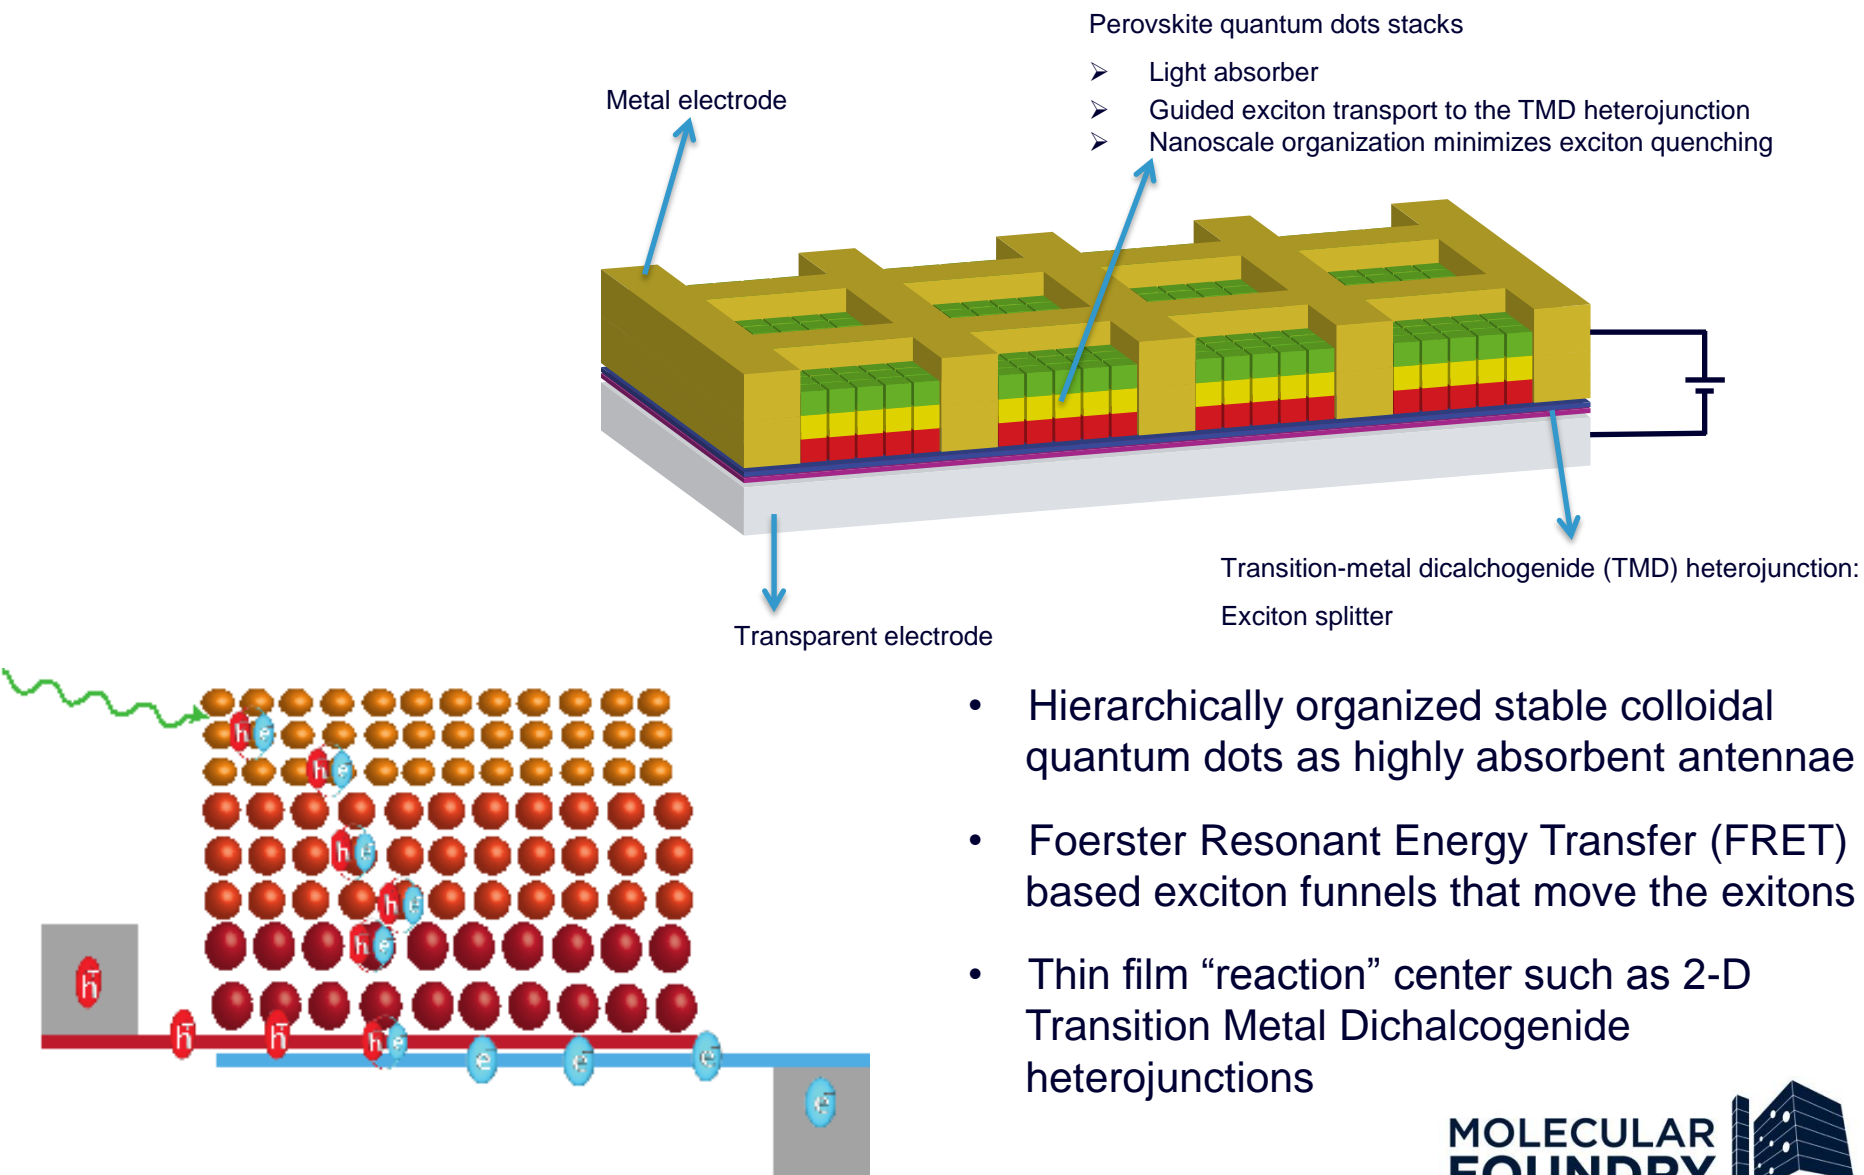 Perovskite quantum dots stacks
➢ Light absorber
➢ Guided exciton transport to the TMD heterojunction
➢ Nanoscale organization minimizes exciton quenching
Metal electrode
Transition-metal dicalchogenide (TMD) heterojunction:
Exciton splitter
Transparent electrode
h e
h e
h e
h e
h e
h
h h h e e e e
e
• Hierarchically organized stable colloidal
quantum dots as highly absorbent antennae
• Foerster Resonant Energy Transfer (FRET)
based exciton funnels that move the exitons
• Thin film “reaction” center such as 2-D
Transition Metal Dichalcogenide
heterojunctions
MOLECULAR
FOUNDRY